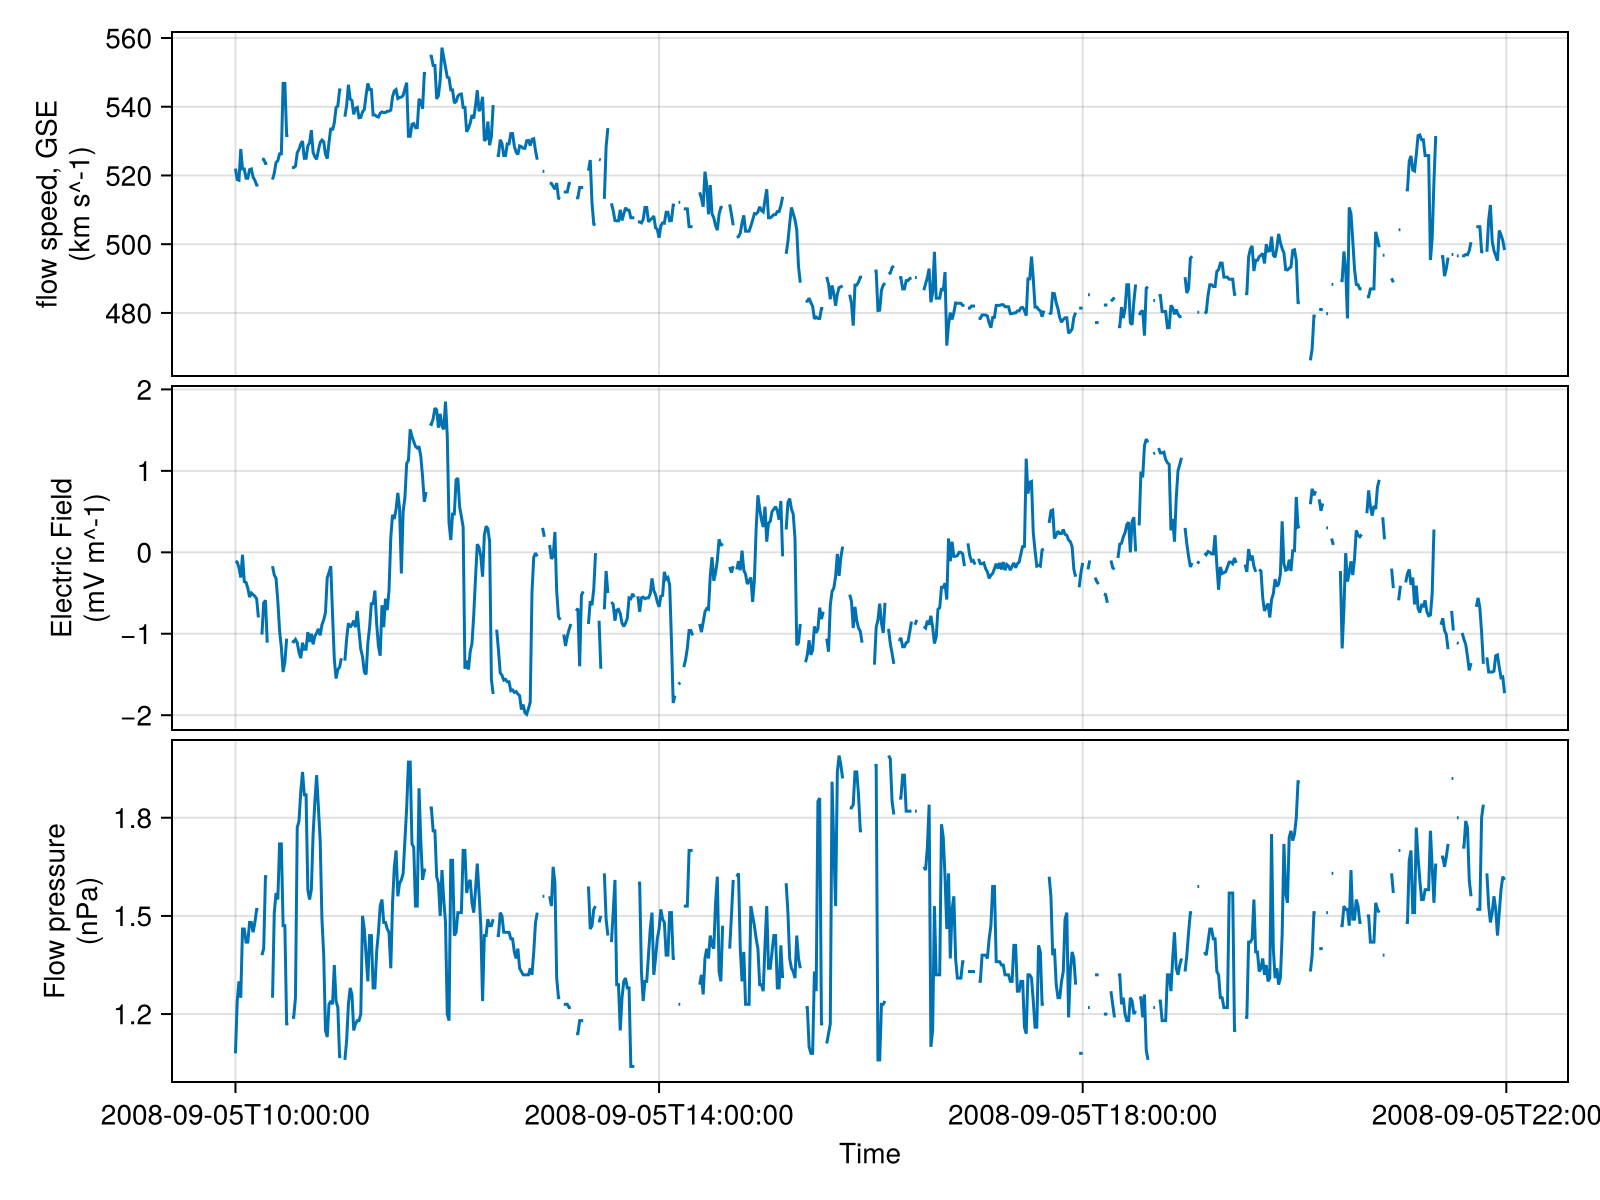 560
540
520
500
480
flow speed, GSE
(km s^-1)
2
1
0
−1
−2
Electric Field
(mV m^-1)
1.8
1.5
1.2
Flow pressure
(nPa)
2008-09-05T10:00:00
2008-09-05T14:00:00
2008-09-05T18:00:00
2008-09-05T22:00
Time